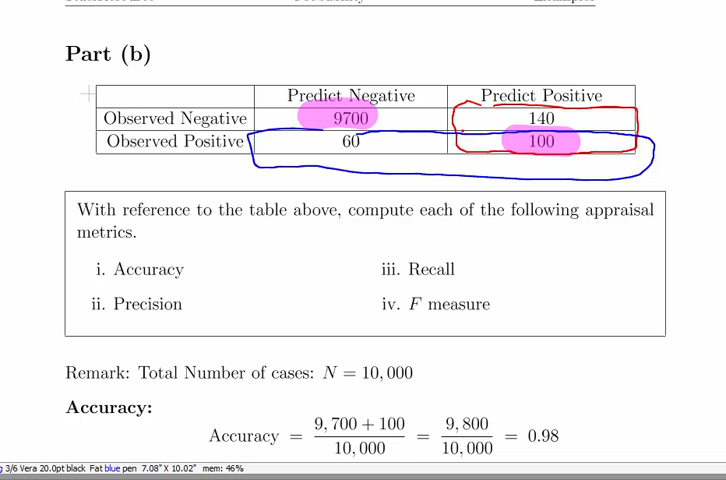 Part (b)
Predict Negative Predict Positive
Observed Negative 9700 140
Observed Positive 60 100
With reference to the table above, compute each of the following appraisal
metrics.
i. Accuracy iii. Recall
ii. Precision iv. F measure
Remark: Total Number of cases: N = 10,000
Accuracy:
Accuracy = 9,700 + 100 / 10,000 = 9,800 / 10,000 = 0.98
3/6 Vera 20.0pt black Fat blue pen 7.08" X 10.02" mem: 46%